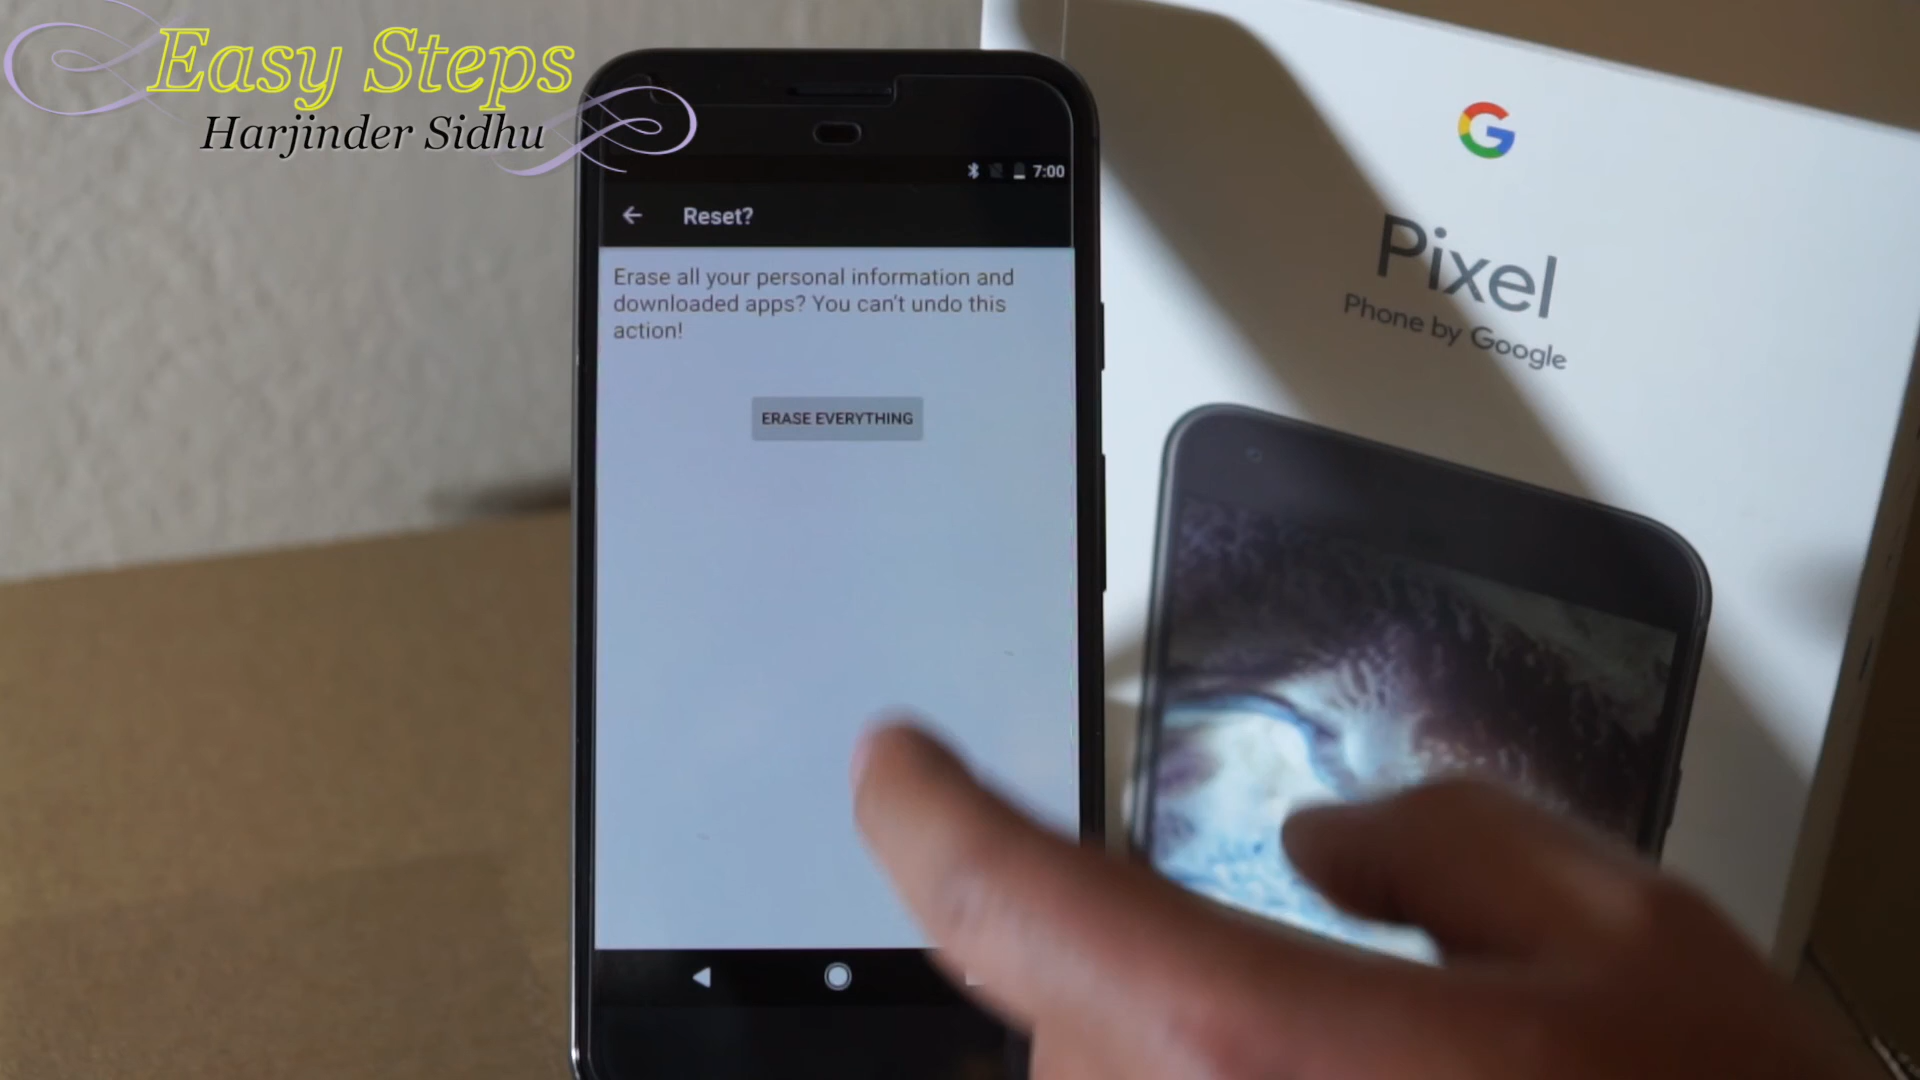 Easy Steps
Harjinder Sidhu
7:00
Reset?
Erase all your personal information and
downloaded apps? You can't undo this
action!
ERASE EVERYTHING
G
Pixel
Phone by Google